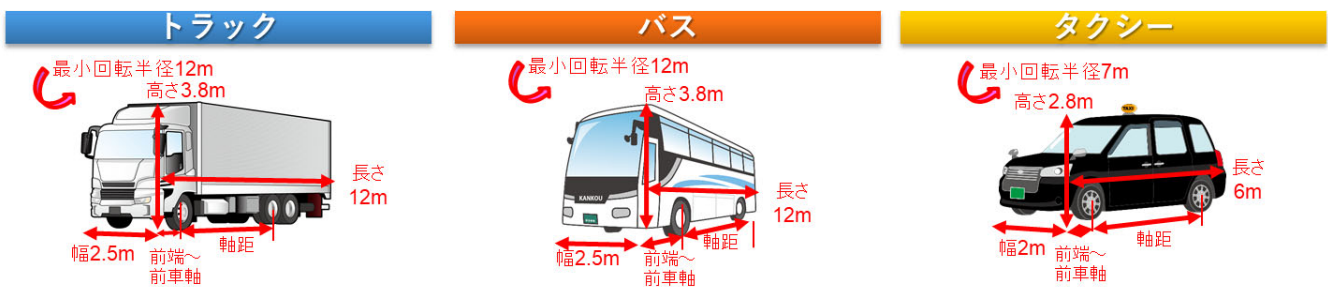 トラック
最小回転半径12m
高さ3.8m
長さ
12m
幅2.5m
前端～
前車軸
軸距
バス
最小回転半径12m
高さ3.8m
KANKOU
長さ
12m
幅2.5m
前端～
前車軸
軸距
タクシー
最小回転半径7m
高さ2.8m
TAXI
長さ
6m
幅2m
前端～
前車軸
軸距